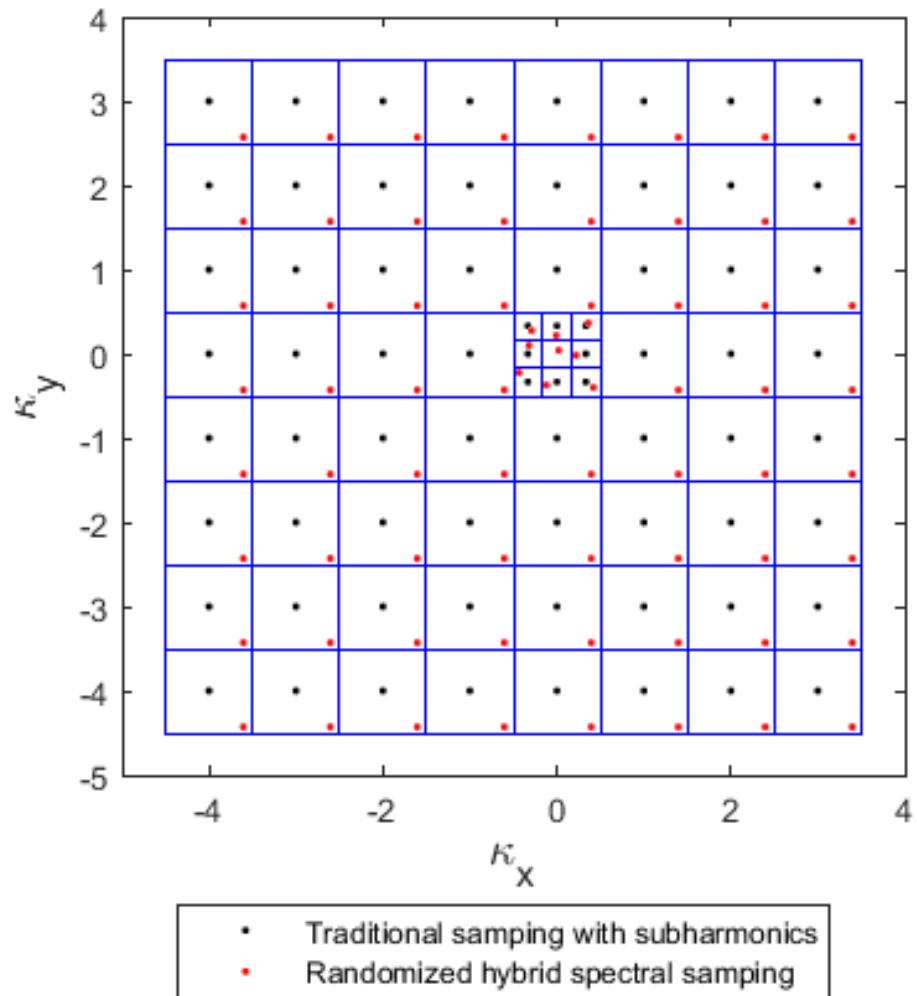 4
3
2
1
0
-1
-2
-3
-4
-5
κy
-4 -2 0 2 4
κx
Traditional samping with subharmonics
Randomized hybrid spectral sampling